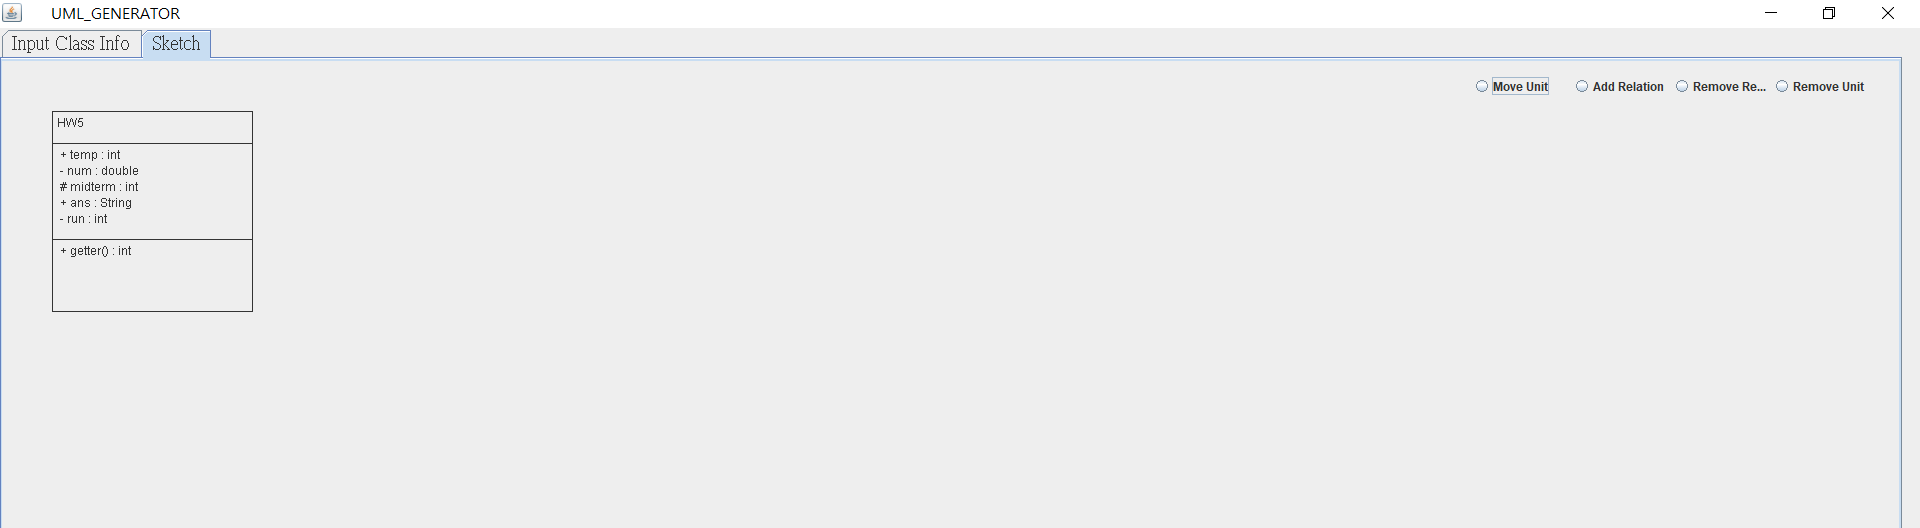 UML_GENERATOR
Input Class Info Sketch
Move Unit Add Relation Remove Re... Remove Unit
HW5
+ temp : int
- num : double
# midterm : int
+ ans : String
- run : int
+ getter() : int